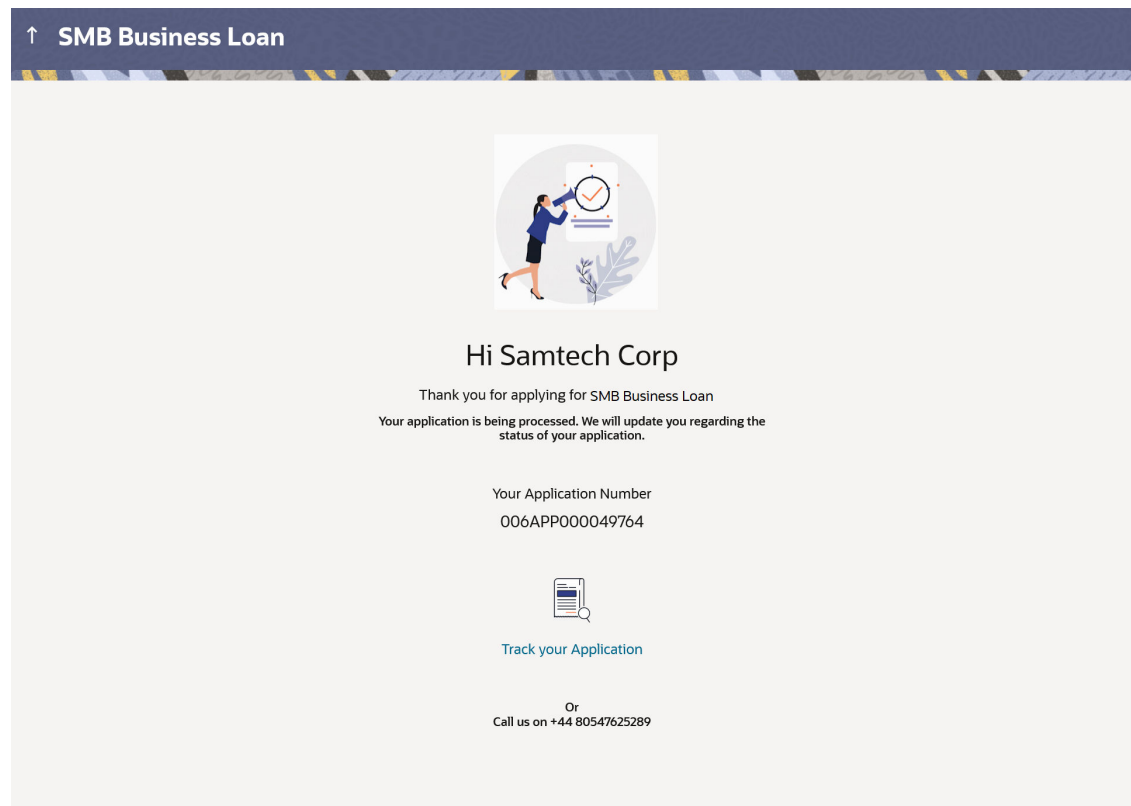 SMB Business Loan
Hi Samtech Corp
Thank you for applying for SMB Business Loan
Your application is being processed. We will update you regarding the
status of your application.
Your Application Number
006APP000049764
Track your Application
Or
Call us on +44 80547625289